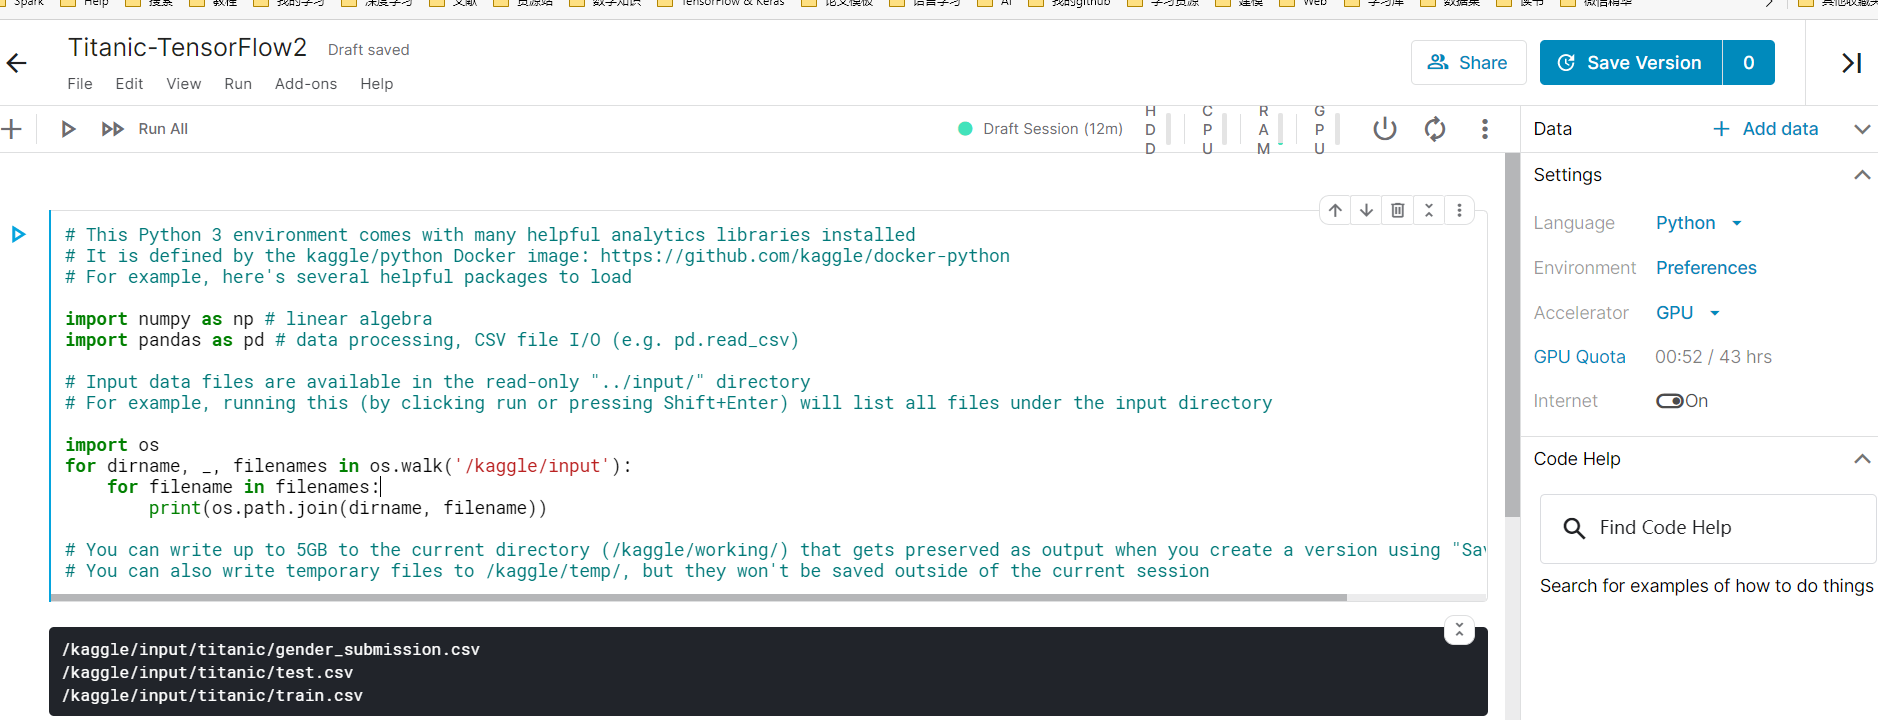 Spark Help 搜索 教程 我的学习 深度学习 文献 资源站 数学知识 TensorFlow & Keras 论文模板 语言学习 AI 我的github 学习资源 建模 Web 学习库 数据集 读书 微信精华 其他收藏夹
Titanic-TensorFlow2 Draft saved
Share Save Version 0
File Edit View Run Add-ons Help
Run All Draft Session (12m) HDD CPU RAM GPU
Data Add data
Settings
Language Python
Environment Preferences
Accelerator GPU
GPU Quota 00:52 / 43 hrs
Internet On
Code Help
Find Code Help
Search for examples of how to do things
# This Python 3 environment comes with many helpful analytics libraries installed
# It is defined by the kaggle/python Docker image: https://github.com/kaggle/docker-python
# For example, here's several helpful packages to load
import numpy as np # linear algebra
import pandas as pd # data processing, CSV file I/O (e.g. pd.read_csv)
# Input data files are available in the read-only "../input/" directory
# For example, running this (by clicking run or pressing Shift+Enter) will list all files under the input directory
import os
for dirname, _, filenames in os.walk('/kaggle/input'):
    for filename in filenames:
        print(os.path.join(dirname, filename))
# You can write up to 5GB to the current directory (/kaggle/working/) that gets preserved as output when you create a version using "Sav
# You can also write temporary files to /kaggle/temp/, but they won't be saved outside of the current session
/kaggle/input/titanic/gender_submission.csv
/kaggle/input/titanic/test.csv
/kaggle/input/titanic/train.csv